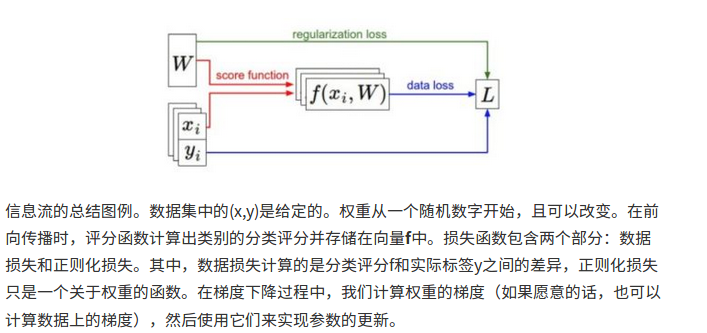 regularization loss
W
score function
f(xᵢ, W)
data loss
L
xᵢ
yᵢ
信息流的总结图例。数据集中的(x,y)是给定的。权重从一个随机数字开始，且可以改变。在前
向传播时，评分函数计算出类别的分类评分并存储在向量f中。损失函数包含两个部分：数据
损失和正则化损失。其中，数据损失计算的是分类评分f和实际标签y之间的差异，正则化损失
只是一个关于权重的函数。在梯度下降过程中，我们计算权重的梯度（如果愿意的话，也可以
计算数据上的梯度），然后使用它们来实现参数的更新。